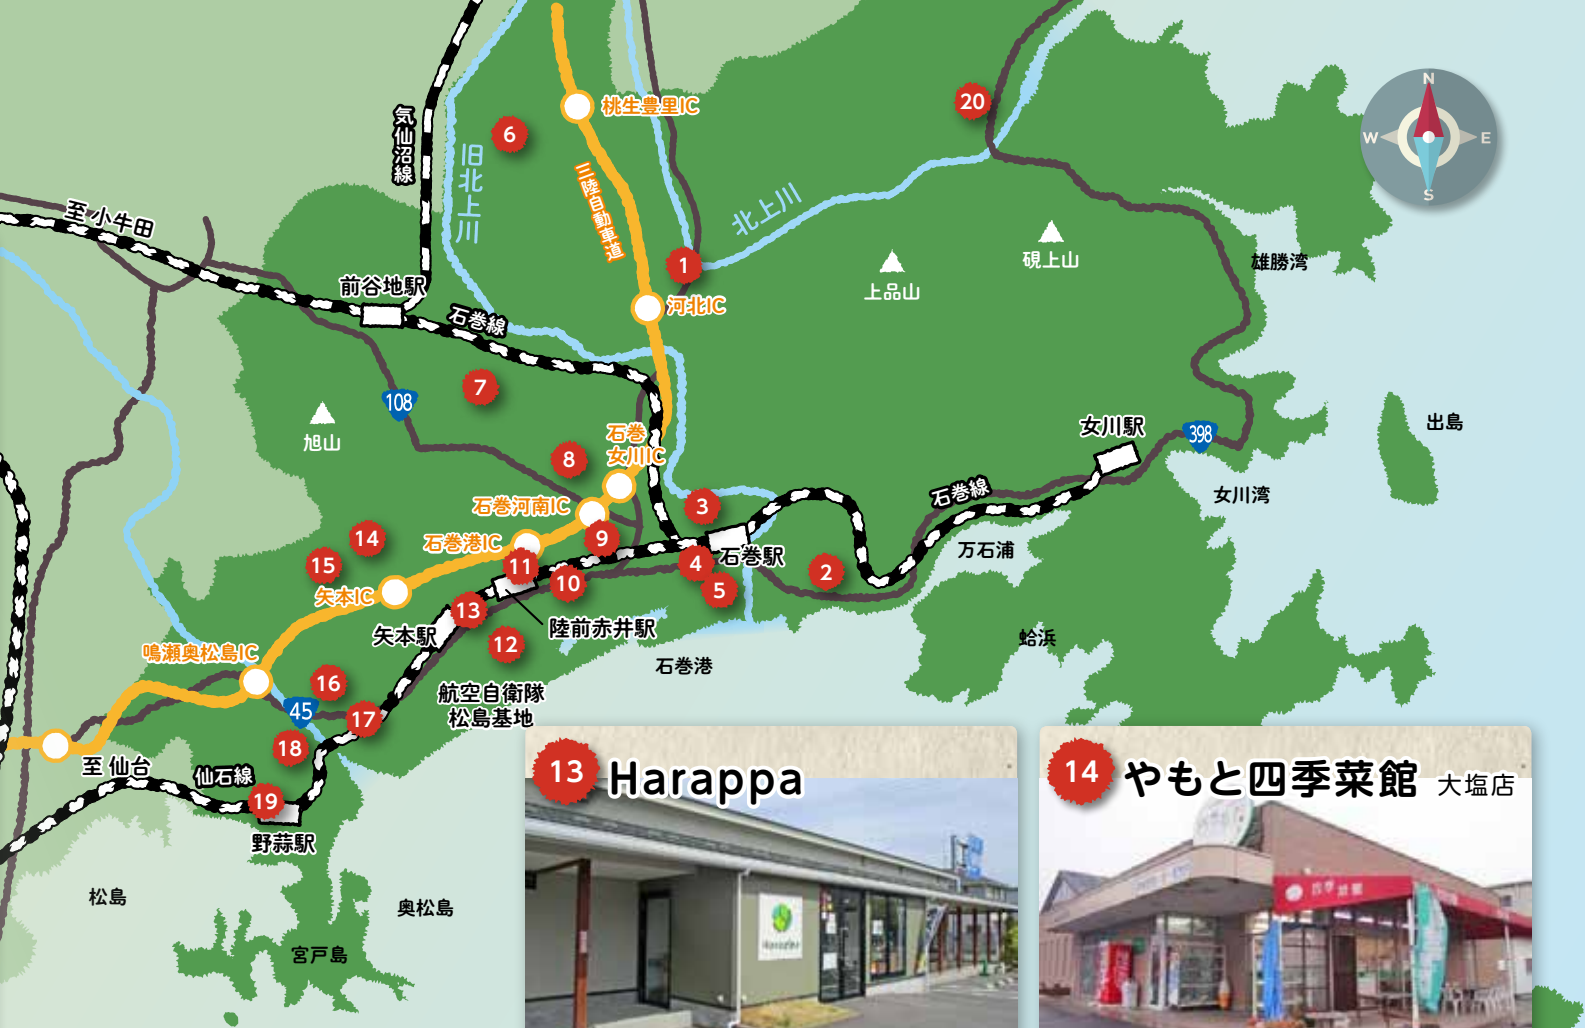 N
W
E
S
20
桃生豊里IC
6
気仙沼線
旧北上川
三陸自動車道
至 小牛田
北上川
1
硯上山
上品山
雄勝湾
前谷地駅
河北IC
石巻線
7
108
旭山
出島
女川駅
398
石巻
女川IC
8
石巻線
女川湾
石巻河南IC
3
14
石巻港IC
9
石巻駅
万石浦
15
11
4
2
10
5
矢本IC
13
陸前赤井駅
矢本駅
12
蛤浜
鳴瀬奥松島IC
石巻港
16
航空自衛隊
松島基地
45
17
18
至 仙台
仙石線
19
野蒜駅
松島
奥松島
宮戸島
13 Harappa
Harappa
14 やもと四季菜館 大塩店